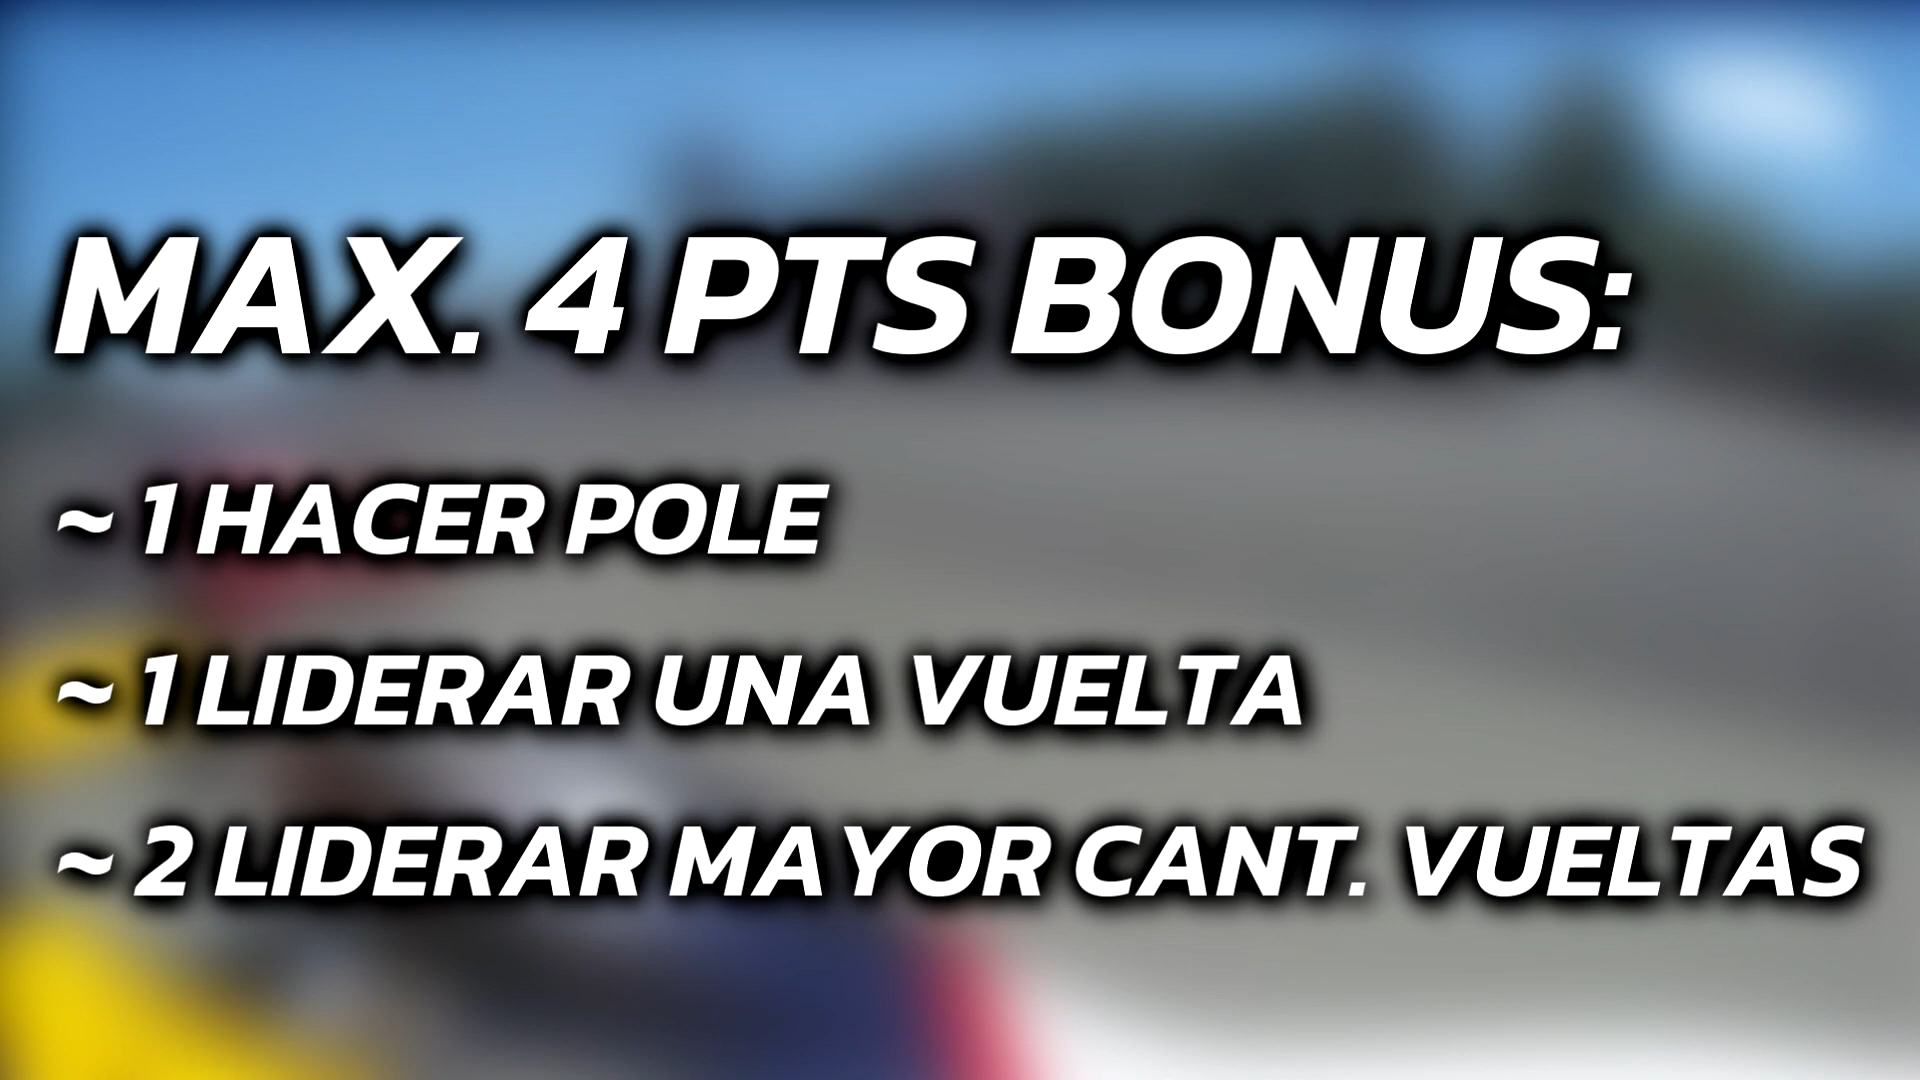 MAX. 4 PTS BONUS:
~ 1 HACER POLE
~ 1 LIDERAR UNA VUELTA
~ 2 LIDERAR MAYOR CANT. VUELTAS